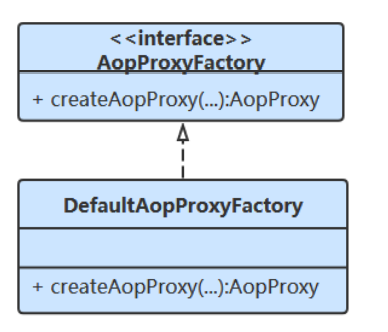 <<interface>>
AopProxyFactory
+ createAopProxy(...):AopProxy
DefaultAopProxyFactory
+ createAopProxy(...):AopProxy